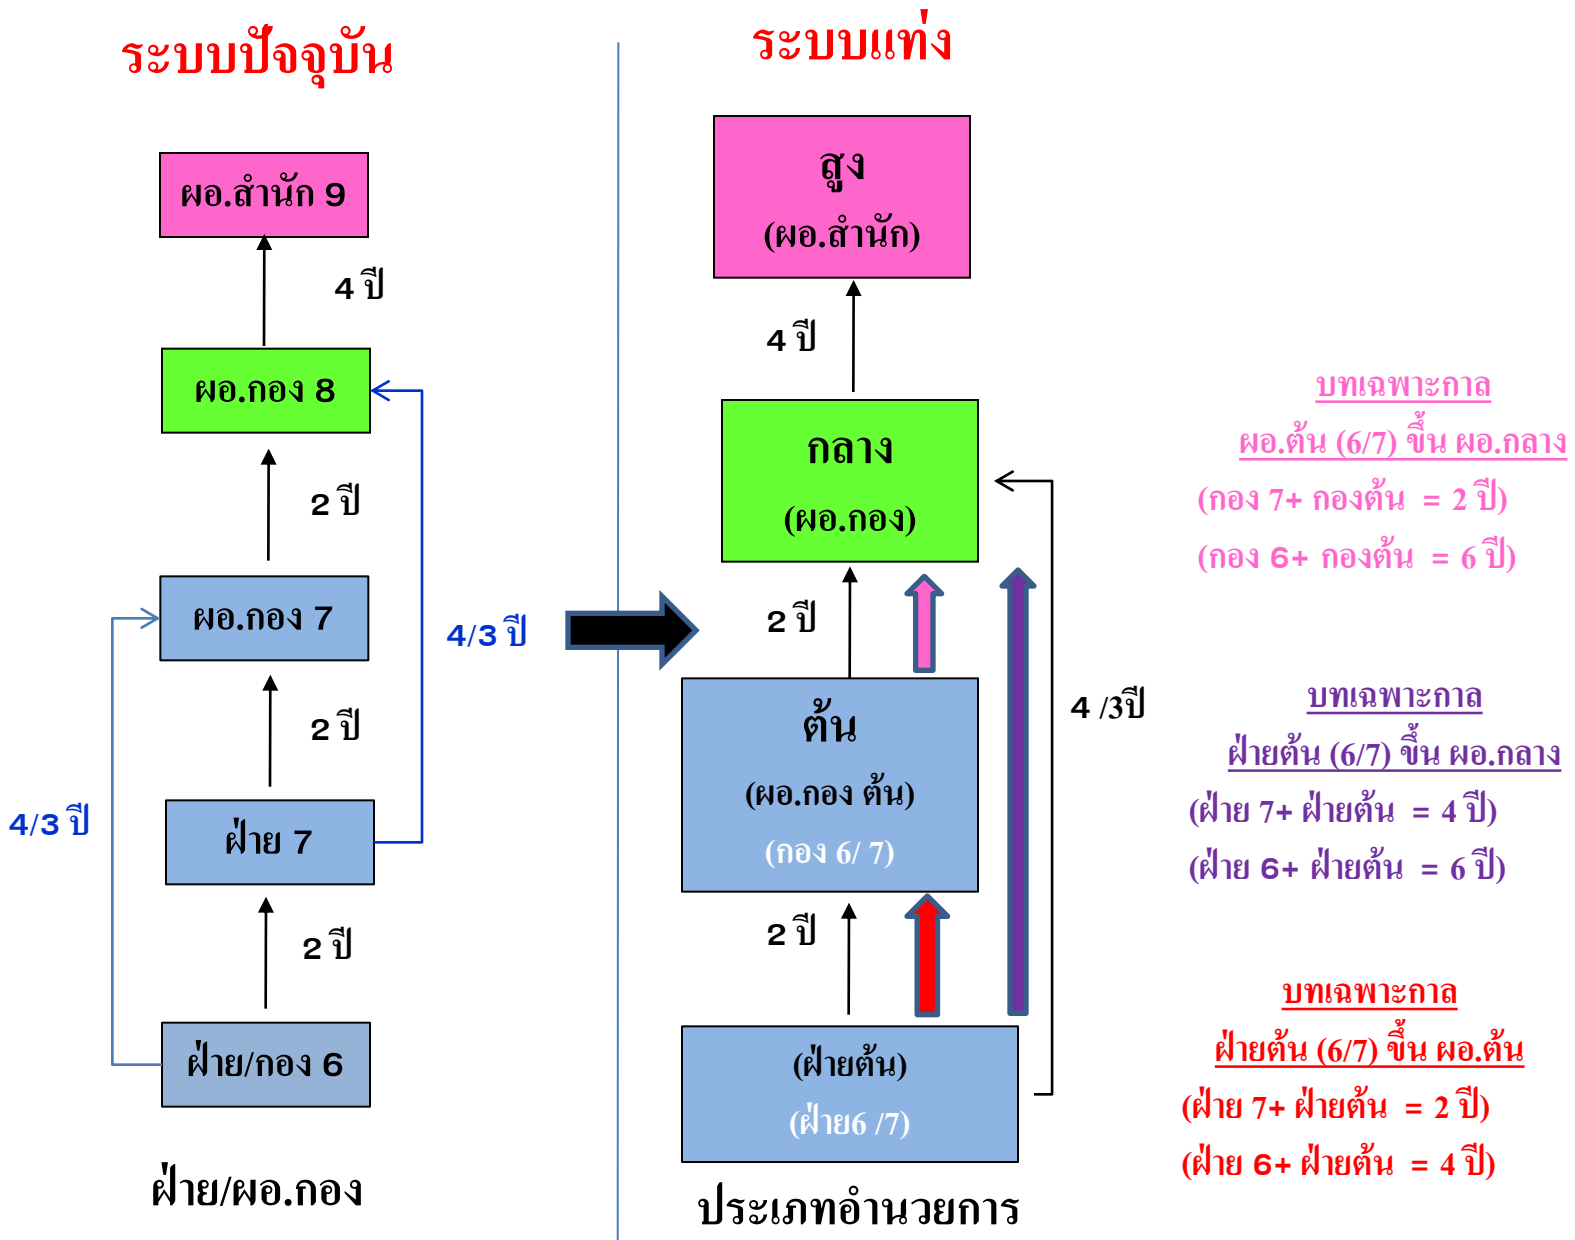 ระบบปัจจุบัน
ผอ.สำนัก 9
4 ปี
ผอ.กอง 8
2 ปี
ผอ.กอง 7
4/3 ปี
2 ปี
4/3 ปี
ฝ่าย 7
2 ปี
ฝ่าย/กอง 6
ฝ่าย/ผอ.กอง
ระบบแท่ง
สูง
(ผอ.สำนัก)
4 ปี
กลาง
(ผอ.กอง)
2 ปี
ต้น
(ผอ.กอง ต้น)
(กอง 6/ 7)
4 /3ปี
2 ปี
(ฝ่ายต้น)
(ฝ่าย6 /7)
ประเภทอำนวยการ
บทเฉพาะกาล
ผอ.ต้น (6/7) ขึ้น ผอ.กลาง
(กอง 7+ กองต้น = 2 ปี)
(กอง 6+ กองต้น = 6 ปี)
บทเฉพาะกาล
ฝ่ายต้น (6/7) ขึ้น ผอ.กลาง
(ฝ่าย 7+ ฝ่ายต้น = 4 ปี)
(ฝ่าย 6+ ฝ่ายต้น = 6 ปี)
บทเฉพาะกาล
ฝ่ายต้น (6/7) ขึ้น ผอ.ต้น
(ฝ่าย 7+ ฝ่ายต้น = 2 ปี)
(ฝ่าย 6+ ฝ่ายต้น = 4 ปี)